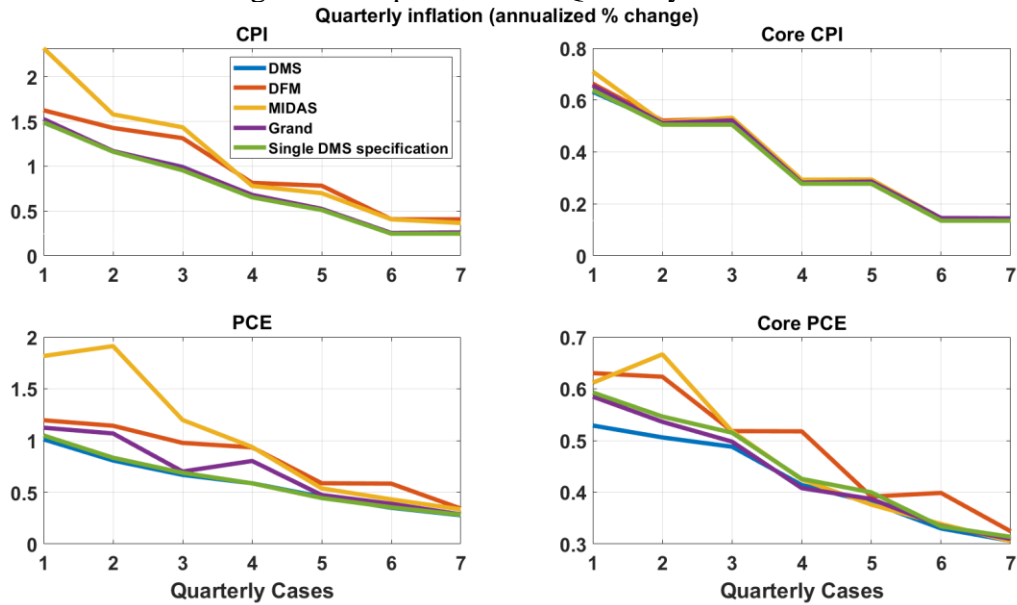 Quarterly inflation (annualized % change)
CPI
2
1.5
1
0.5
0
1 2 3 4 5 6 7
DMS
DFM
MIDAS
Grand
Single DMS specification
Core CPI
0.8
0.6
0.4
0.2
0
1 2 3 4 5 6 7
PCE
2
1.5
1
0.5
0
1 2 3 4 5 6 7
Quarterly Cases
Core PCE
0.7
0.6
0.5
0.4
0.3
1 2 3 4 5 6 7
Quarterly Cases